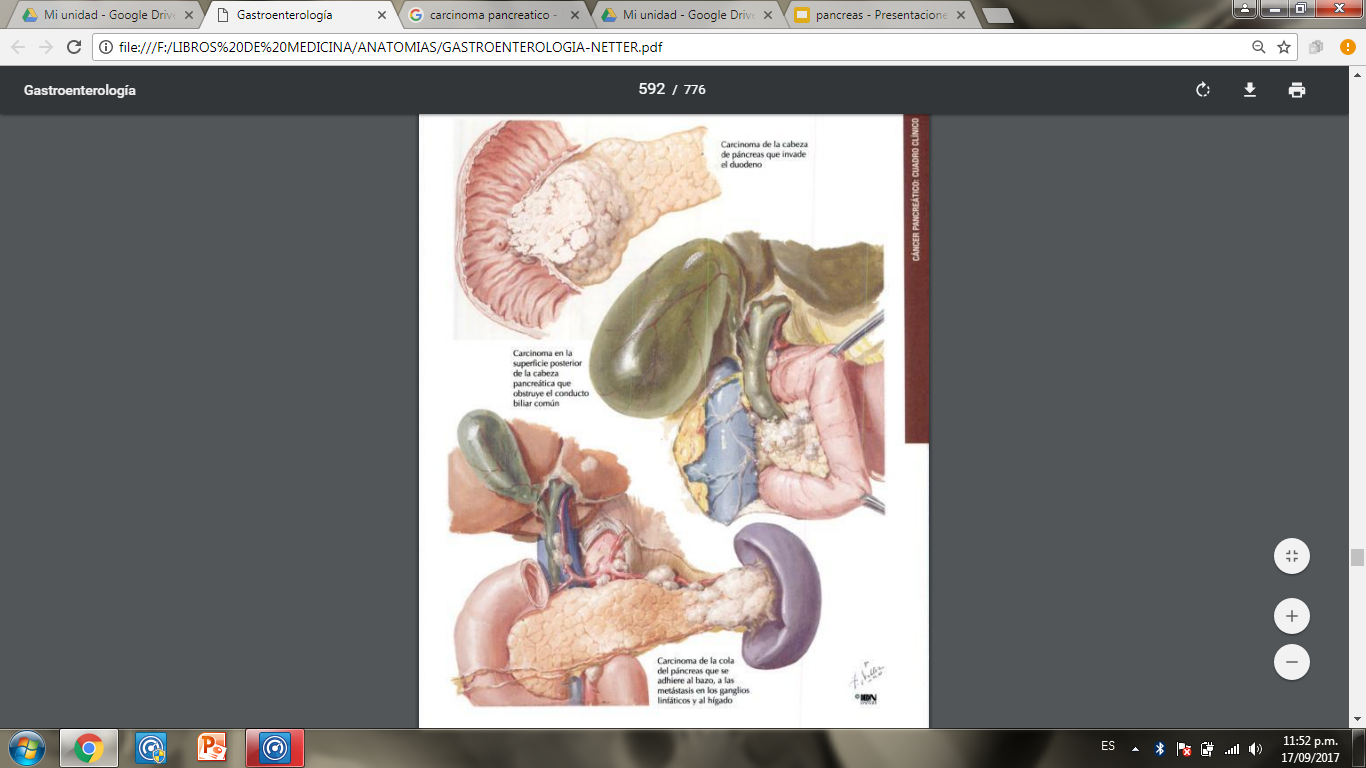 Mi unidad - Google Drive
Gastroenterología
carcinoma pancreatico -
Mi unidad - Google Drive
pancreas - Presentacione
file:///F:/LIBROS%20DE%20MEDICINA/ANATOMIAS/GASTROENTEROLOGIA-NETTER.pdf
Gastroenterología
592 / 776
CÁNCER PANCREÁTICO: CUADRO CLÍNICO
Carcinoma de la cabeza
de páncreas que invade
el duodeno
Carcinoma en la
superficie posterior
de la cabeza
pancreática que
obstruye el conducto
biliar común
Carcinoma de la cola
del páncreas que se
adhiere al bazo, a las
metástasis en los ganglios
linfáticos y al hígado
ES
11:52 p.m.
17/09/2017